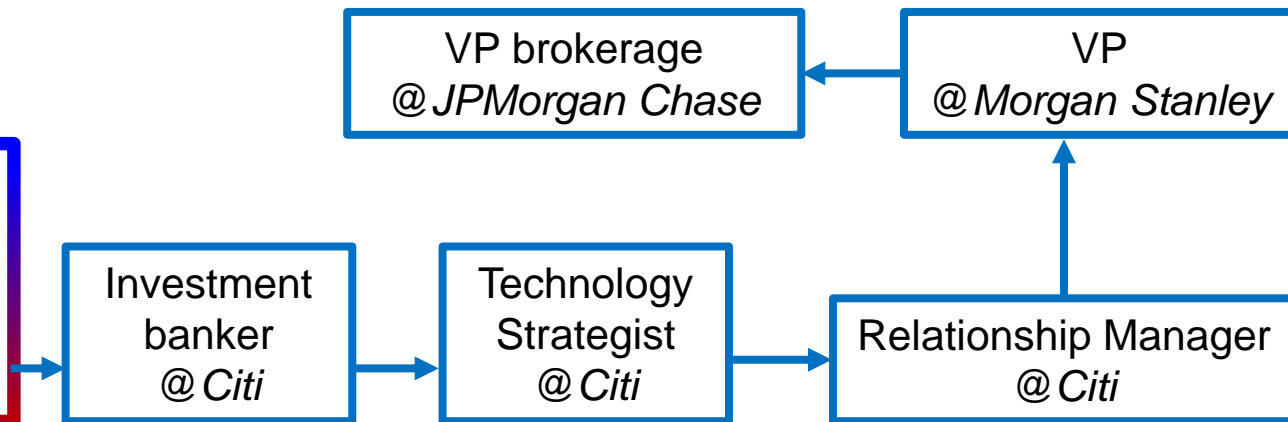 VP brokerage
@JPMorgan Chase
VP
@Morgan Stanley
Investment
banker
@Citi
Technology
Strategist
@Citi
Relationship Manager
@Citi